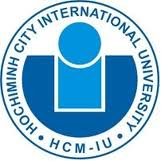 HOCHIMINH CITY INTERNATIONAL UNIVERSITY
• HCM-IU •